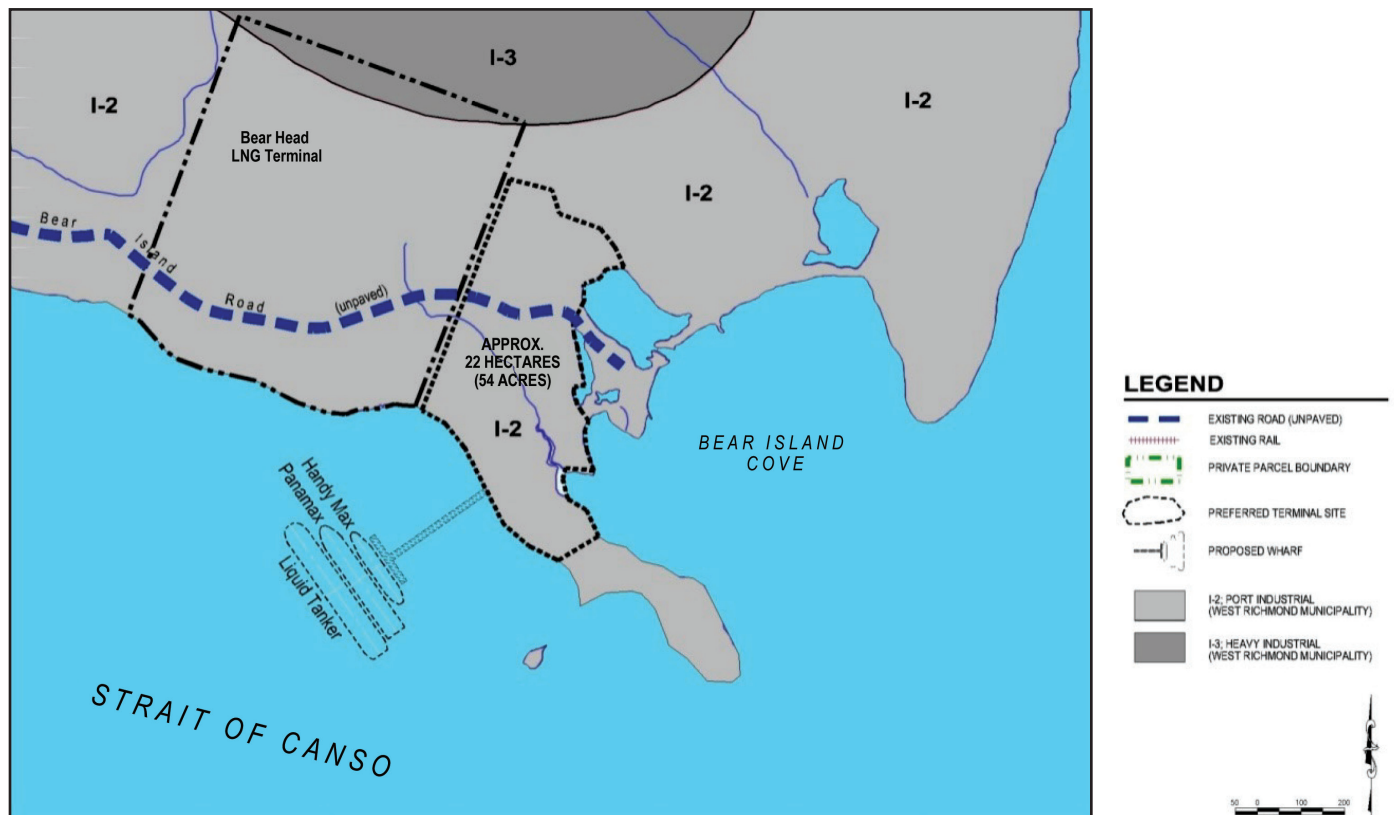 I-3
I-2
I-2
Bear Head
LNG Terminal
I-2
Bear Island Road (unpaved)
APPROX.
22 HECTARES
(54 ACRES)
I-2
BEAR ISLAND
COVE
Handy Max
Panamax
Liquid Tanker
STRAIT OF CANSO
LEGEND
EXISTING ROAD (UNPAVED)
EXISTING RAIL
PRIVATE PARCEL BOUNDARY
PREFERRED TERMINAL SITE
PROPOSED WHARF
I-2; PORT INDUSTRIAL
(WEST RICHMOND MUNICIPALITY)
I-3; HEAVY INDUSTRIAL
(WEST RICHMOND MUNICIPALITY)
50 0 100 200